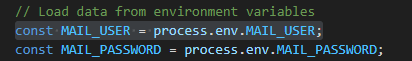 // Load data from environment variables
const MAIL_USER = process.env.MAIL_USER;
const MAIL_PASSWORD = process.env.MAIL_PASSWORD;